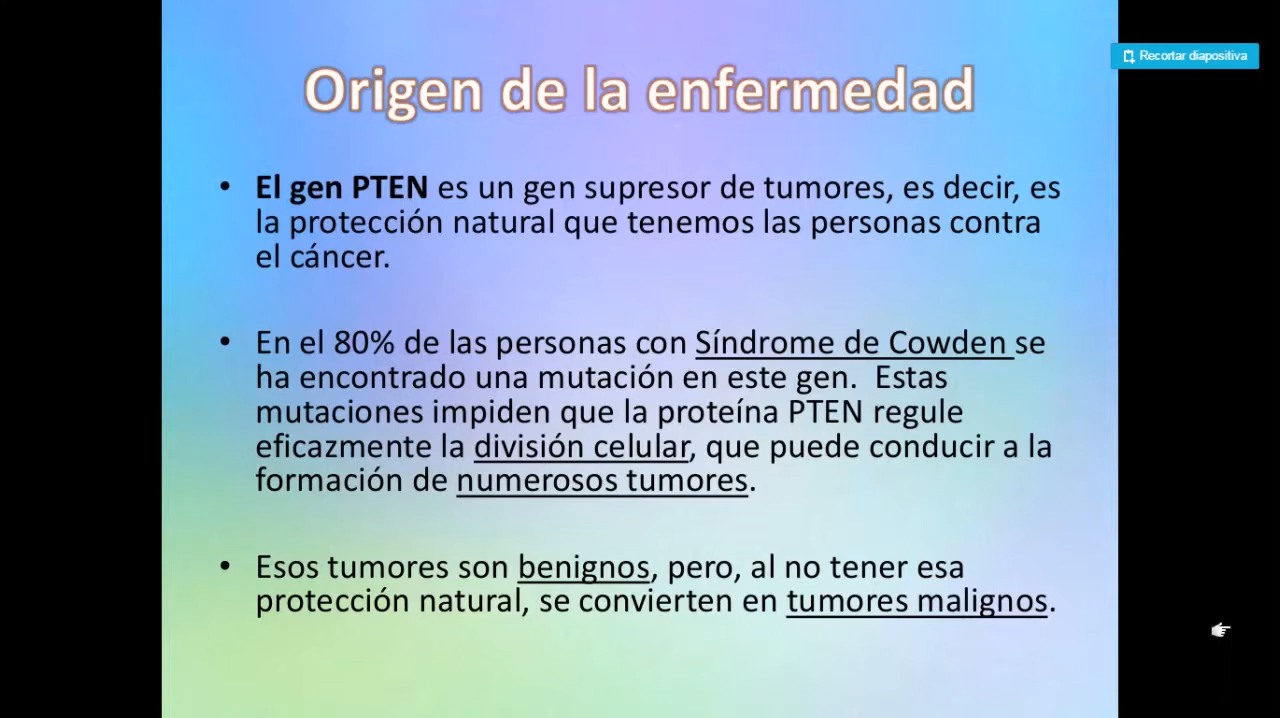 Recortar diapositiva
Origen de la enfermedad
• El gen PTEN es un gen supresor de tumores, es decir, es
la protección natural que tenemos las personas contra
el cáncer.
• En el 80% de las personas con Síndrome de Cowden se
ha encontrado una mutación en este gen.  Estas
mutaciones impiden que la proteína PTEN regule
eficazmente la división celular, que puede conducir a la
formación de numerosos tumores.
• Esos tumores son benignos, pero, al no tener esa
protección natural, se convierten en tumores malignos.